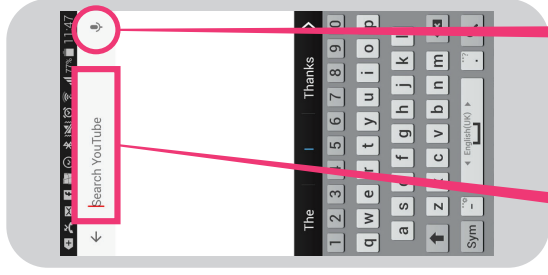 77% 11:47
Search YouTube
The I Thanks
1 2 3 4 5 6 7 8 9 0
q w e r t y u i o p
a s d f g h j k l
z x c v b n m
Sym English(UK) .